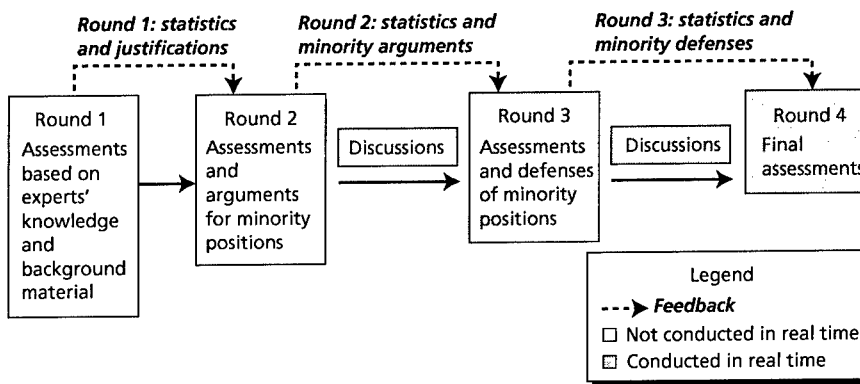 Round 1: statistics
and justifications
Round 2: statistics and
minority arguments
Round 3: statistics and
minority defenses
Round 1
Assessments
based on
experts'
knowledge
and
background
material
Round 2
Assessments
and
arguments
for minority
positions
Discussions
Round 3
Assessments
and defenses
of minority
positions
Discussions
Round 4
Final
assessments
Legend
Feedback
Not conducted in real time
Conducted in real time